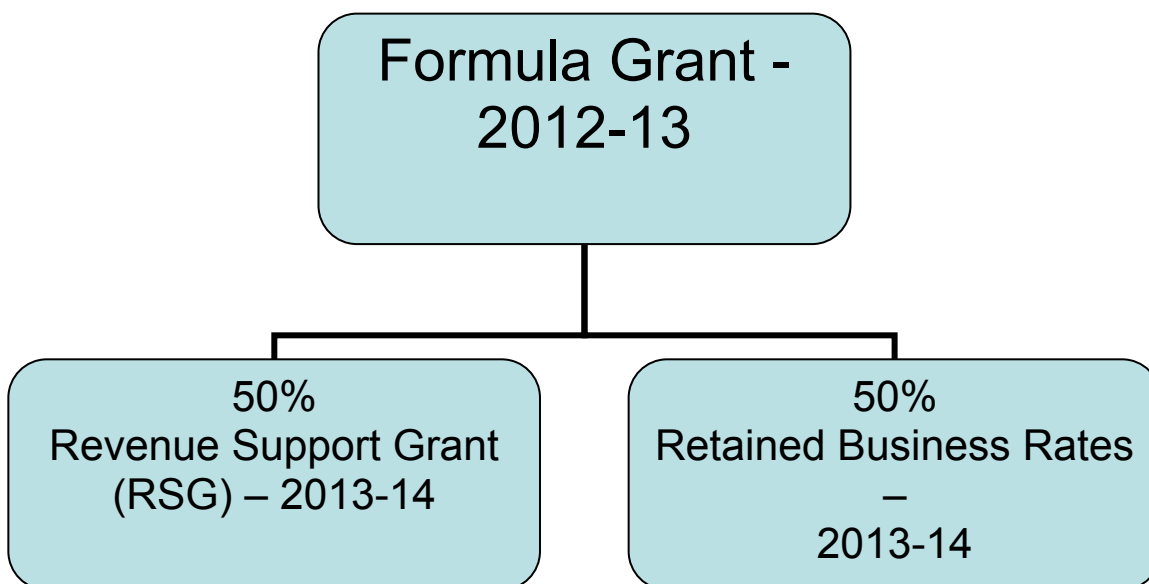 Formula Grant -
2012-13
50%
Revenue Support Grant
(RSG) – 2013-14
50%
Retained Business Rates
–
2013-14